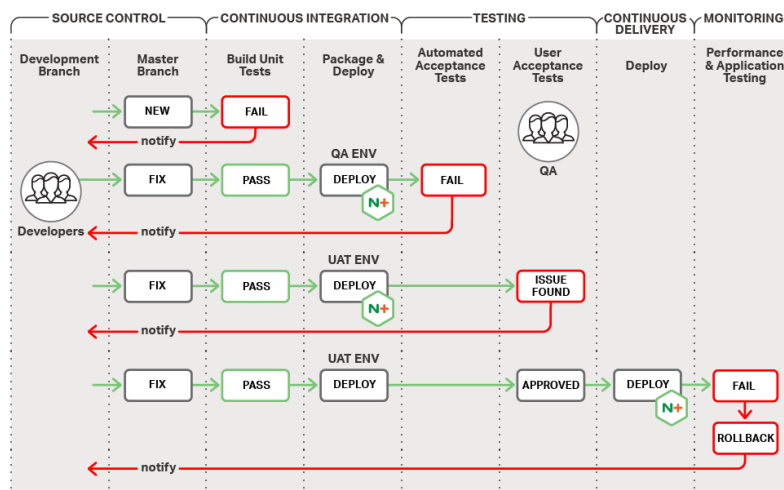 SOURCE CONTROL
CONTINUOUS INTEGRATION
TESTING
CONTINUOUS
DELIVERY
MONITORING
Development
Branch
Master
Branch
Build Unit
Tests
Package &
Deploy
Automated
Acceptance
Tests
User
Acceptance
Tests
Deploy
Performance
& Application
Testing
NEW
FAIL
notify
QA ENV
QA
Developers
FIX
PASS
DEPLOY
N+
FAIL
notify
UAT ENV
FIX
PASS
DEPLOY
N+
ISSUE
FOUND
notify
UAT ENV
FIX
PASS
DEPLOY
APPROVED
DEPLOY
N+
FAIL
ROLLBACK
notify